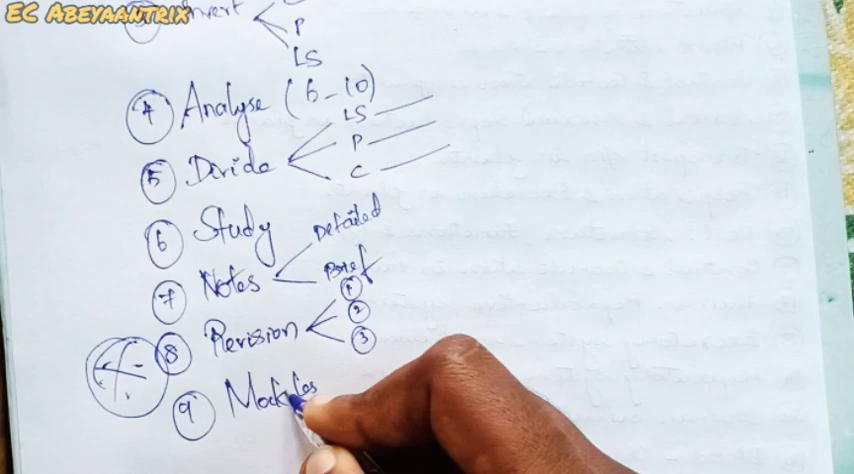 EC ABEYAANTRIX
P
LS
④ Analyse (6-10)
⑤ Divide LS
P
C
⑥ Study
⑦ Notes Detailed
Brief
⑧ Revision ①
②
③
⑨